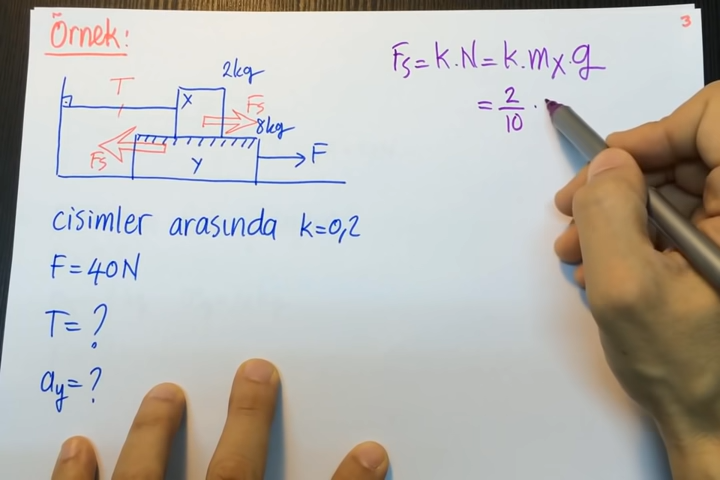 3
Örnek:
T
X
2kg
Fs
8kg
Fs
Y
F
cisimler arasında k=0,2
F=40N
T=?
ay=?
Fs=k.N=k.mx.g
= 2/10 .